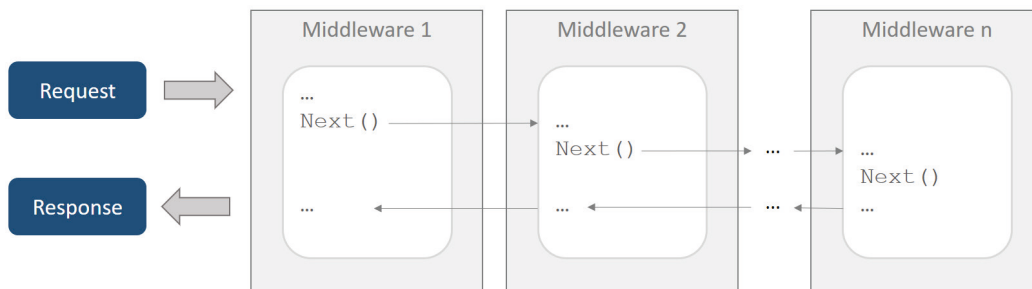 Middleware 1
Middleware 2
Middleware n
Request
Response
...
Next()
...
...
Next()
...
...
...
...
Next()
...